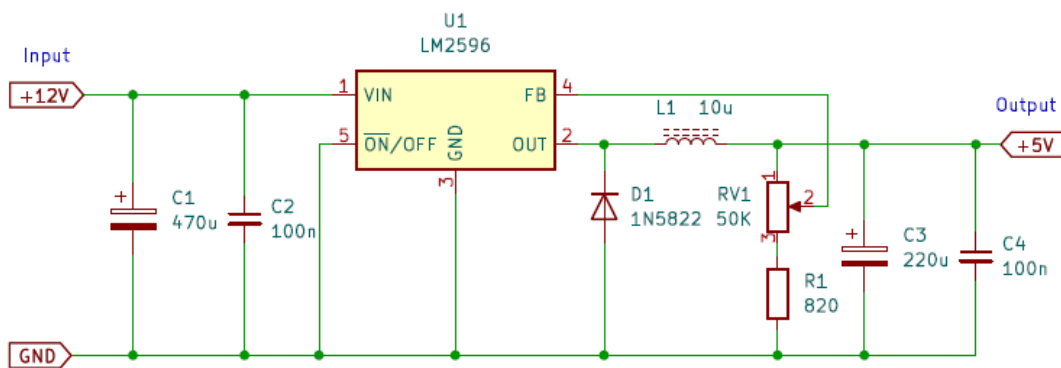 U1
LM2596
Input
+12V
1 VIN
FB 4
5 ON/OFF
GND
OUT 2
3
L1 10u
Output
+5V
C1
470u
C2
100n
D1
1N5822
RV1
50K
1
2
3
C3
220u
C4
100n
R1
820
+
+
GND